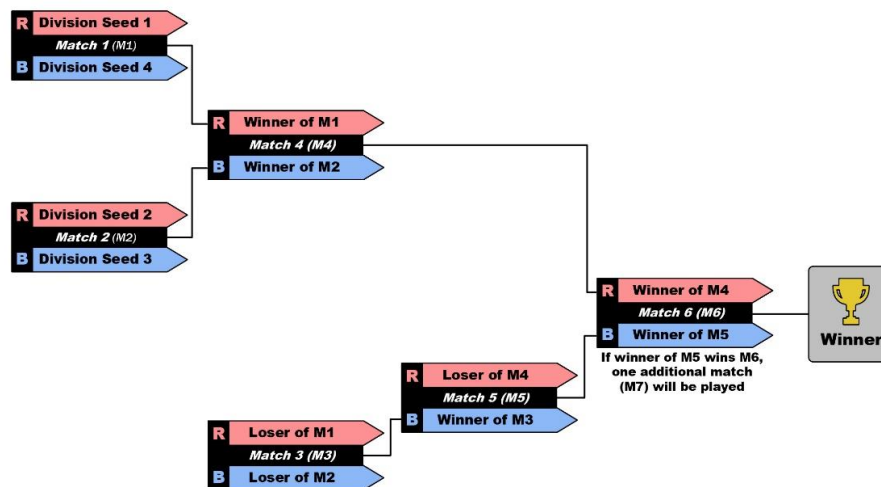 R Division Seed 1
Match 1 (M1)
B Division Seed 4
R Winner of M1
Match 4 (M4)
B Winner of M2
R Division Seed 2
Match 2 (M2)
B Division Seed 3
R Winner of M4
Match 6 (M6)
B Winner of M5
If winner of M5 wins M6,
one additional match
(M7) will be played
Winner
R Loser of M4
Match 5 (M5)
B Winner of M3
R Loser of M1
Match 3 (M3)
B Loser of M2